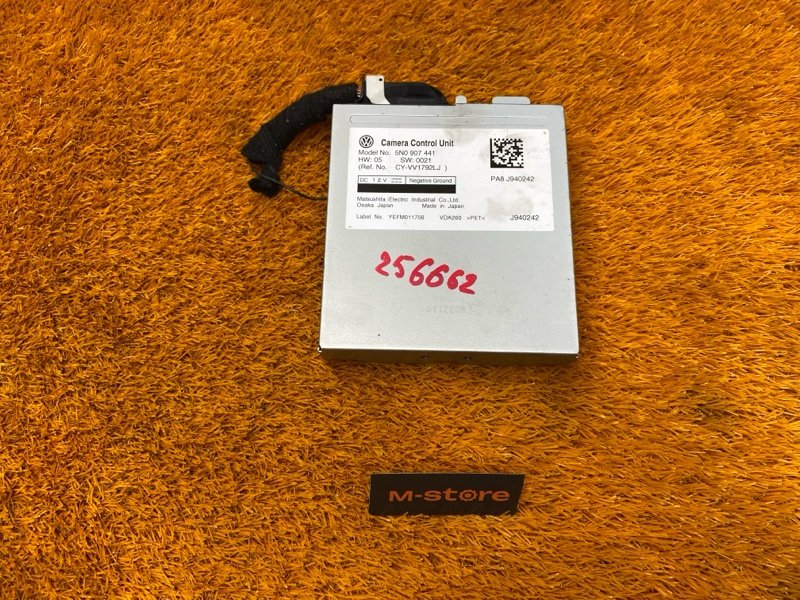 Camera Control Unit
Model No. 5N0 907 441
HW: 05 SW: 0021
(Ref. No. CY-VV1792LJ )
PA8 J940242
DC 12V Negative Ground
Matsushita Electric Industrial Co.,Ltd.
Osaka Japan Made in Japan
Label No. YEFM011756 VDA260 >PET< J940242
256662
M-store